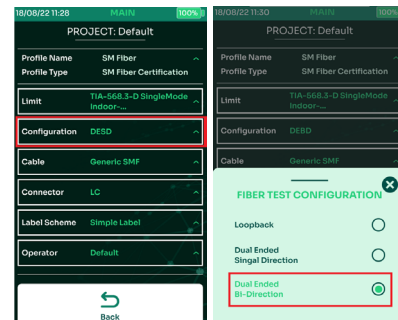 18/08/22 11:28 MAIN 100%
PROJECT: Default
Profile Name SM Fiber
Profile Type SM Fiber Certification
Limit TIA-568.3-D SingleMode
Indoor-...
Configuration DESD
Cable Generic SMF
Connector LC
Label Scheme Simple Label
Operator Default
Back
18/08/22 11:30 MAIN 100%
PROJECT: Default
Profile Name SM Fiber
Profile Type SM Fiber Certification
Limit TIA-568.3-D SingleMode
Indoor-...
Configuration DEBD
Cable Generic SMF
FIBER TEST CONFIGURATION
Loopback
Dual Ended
Singal Direction
Dual Ended
Bi-Direction